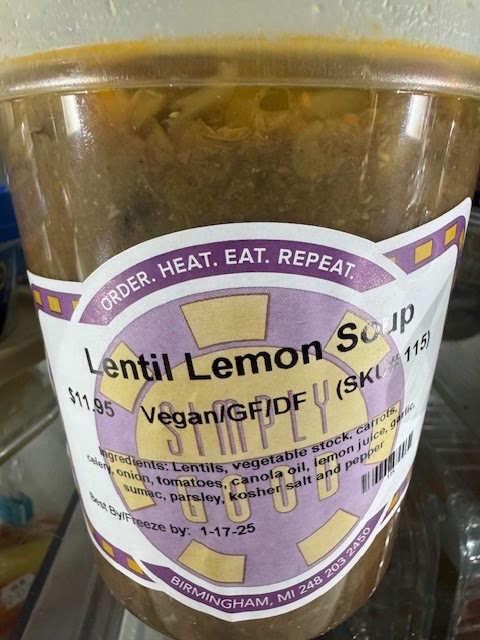 ORDER. HEAT. EAT. REPEAT.
Lentil Lemon Soup
$11.95 Vegan/GF/DF (SKU# 115)
SIMPLY
GOOD
Ingredients: Lentils, vegetable stock, carrots,
celery, onion, tomatoes, canola oil, lemon juice, garlic,
sumac, parsley, kosher salt and pepper
Best By/Freeze by: 1-17-25
BIRMINGHAM, MI 248 203 2450